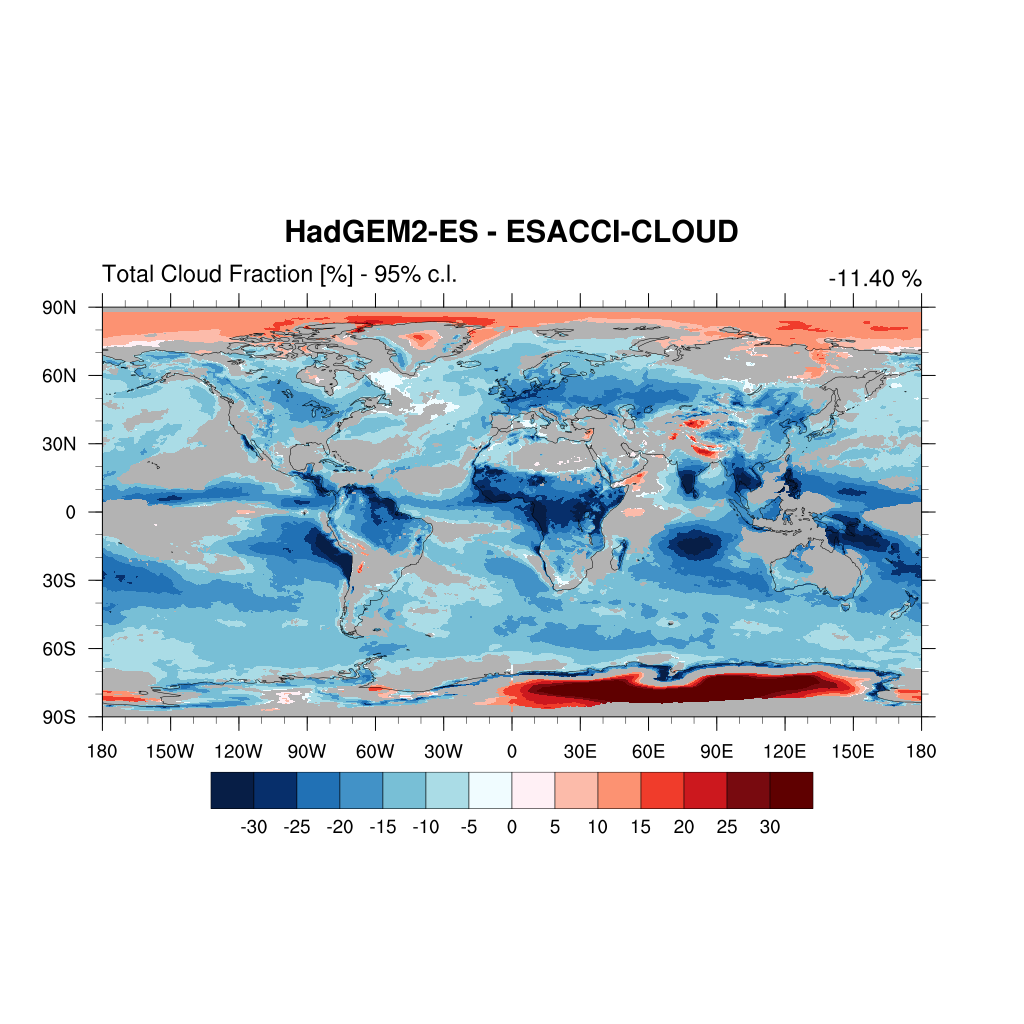 HadGEM2-ES - ESACCI-CLOUD
Total Cloud Fraction [%] - 95% c.l.
-11.40 %
90N
60N
30N
0
30S
60S
90S
180 150W 120W 90W 60W 30W 0 30E 60E 90E 120E 150E 180
-30 -25 -20 -15 -10 -5 0 5 10 15 20 25 30